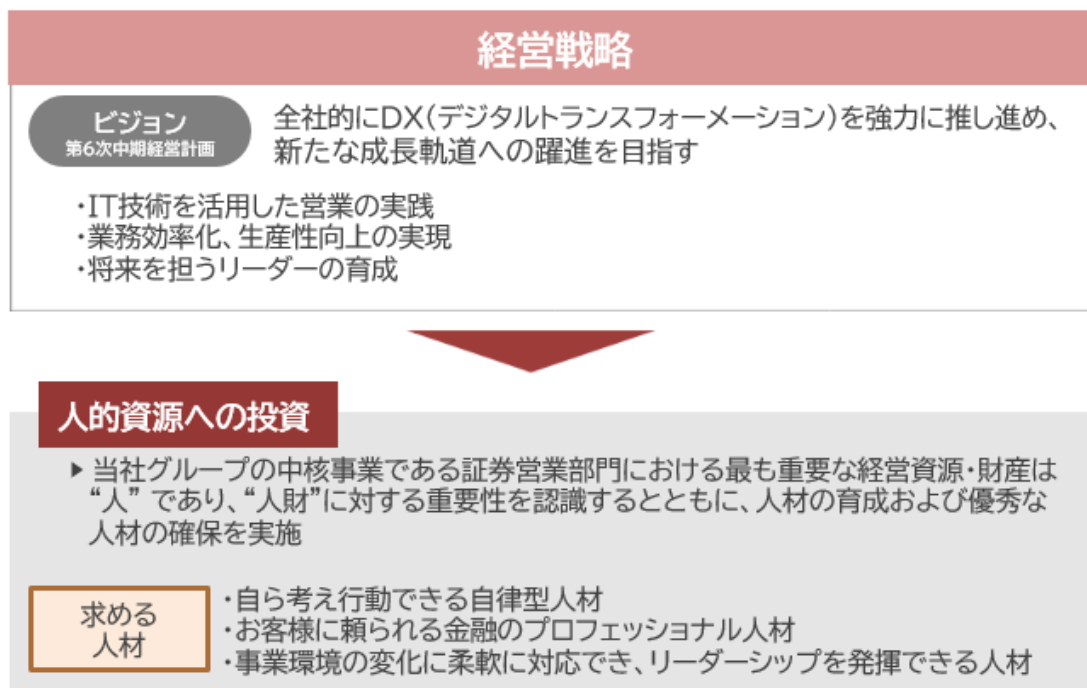 経営戦略
ビジョン
第6次中期経営計画
全社的にDX(デジタルトランスフォーメーション)を強力に推し進め、
新たな成長軌道への躍進を目指す
・IT技術を活用した営業の実践
・業務効率化、生産性向上の実現
・将来を担うリーダーの育成
人的資源への投資
▶ 当社グループの中核事業である証券営業部門における最も重要な経営資源・財産は
“人” であり、“人財”に対する重要性を認識するとともに、人材の育成および優秀な
人材の確保を実施
求める
人材
・自ら考え行動できる自律型人材
・お客様に頼られる金融のプロフェッショナル人材
・事業環境の変化に柔軟に対応でき、リーダーシップを発揮できる人材